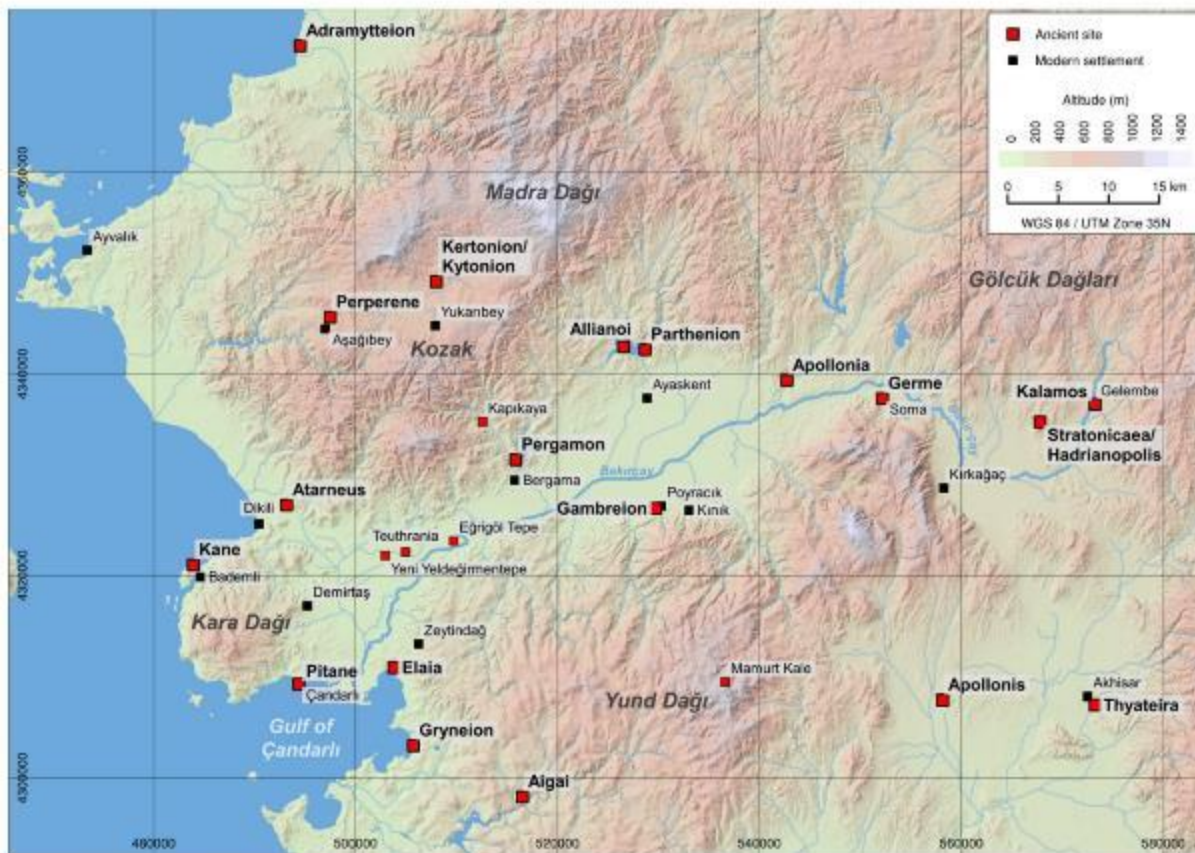 Adramytteion
Ancient site
Modern settlement
Altitude (m)
0 200 400 600 800 1000 1200 1400
0 5 10 15 km
WGS 84 / UTM Zone 35N
4360000
Madra Dağı
Ayvalık
Kertonion/
Kytonion
Gölcük Dağları
Perperene
Yukarıbey
Aşağıbey
Kozak
Allianoi
Parthenion
4340000
Apollonia
Ayaskent
Germe
Soma
Kalamos
Gelembe
Kapıkaya
Stratonicaea/
Hadrianopolis
Pergamon
Bergama
Bakırçay
Kırkağaç
Atarneus
Dikili
Gambreion
Poyracık
Kınık
Eğrigöl Tepe
Teuthrania
Yeni Yeldeğirmentepe
Kane
Bademli
4320000
Demirtaş
Kara Dağı
Zeytindağ
Elaia
Pitane
Çandarlı
Mamurt Kale
Yund Dağı
Apollonis
Akhisar
Thyateira
Gulf of
Çandarlı
Gryneion
4300000
Aigai
480000 500000 520000 540000 560000 580000